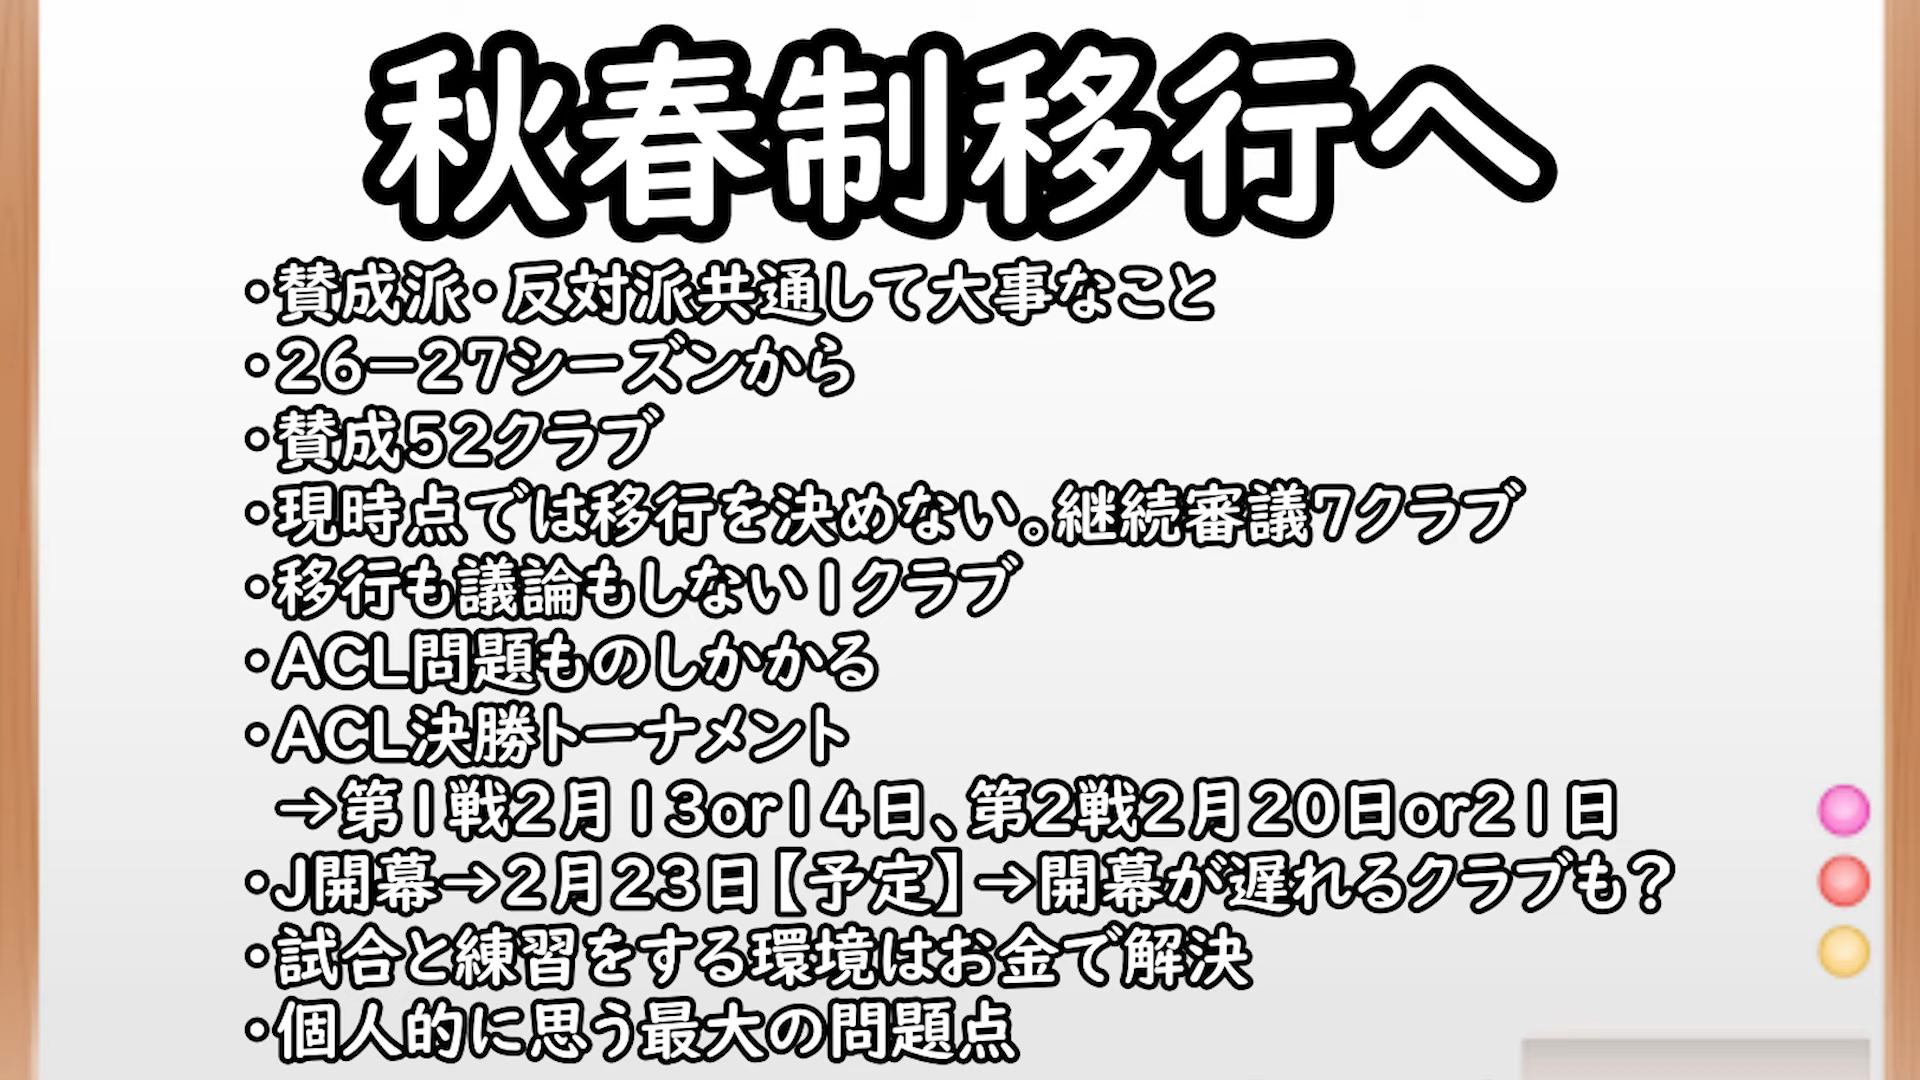 秋春制移行へ
・賛成派・反対派共通して大事なこと
・26－27シーズンから
・賛成52クラブ
・現時点では移行を決めない。継続審議7クラブ
・移行も議論もしない1クラブ
・ACL問題ものしかかる
・ACL決勝トーナメント
→第1戦2月13or14日、第2戦2月20日or21日
・J開幕→2月23日【予定】→開幕が遅れるクラブも？
・試合と練習をする環境はお金で解決
・個人的に思う最大の問題点